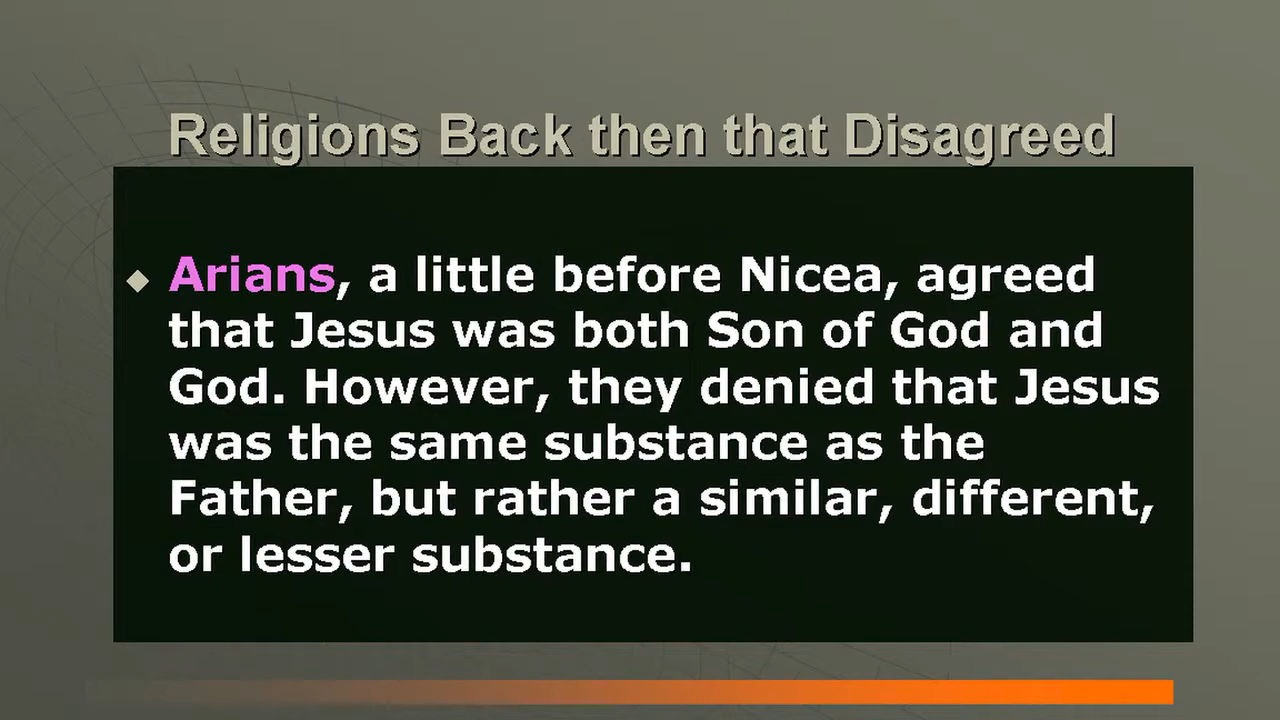 Religions Back then that Disagreed
Arians, a little before Nicea, agreed
that Jesus was both Son of God and
God. However, they denied that Jesus
was the same substance as the
Father, but rather a similar, different,
or lesser substance.